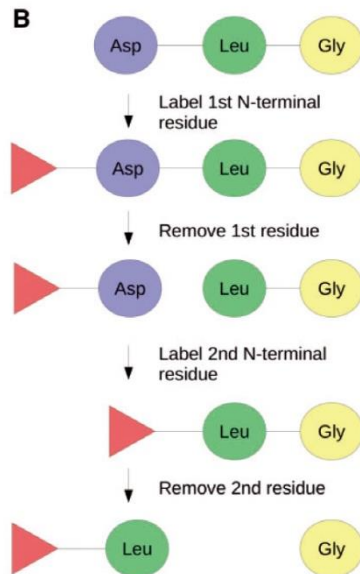 B
Asp Leu Gly
Label 1st N-terminal
residue
Asp Leu Gly
Remove 1st residue
Asp Leu Gly
Label 2nd N-terminal
residue
Leu Gly
Remove 2nd residue
Leu Gly